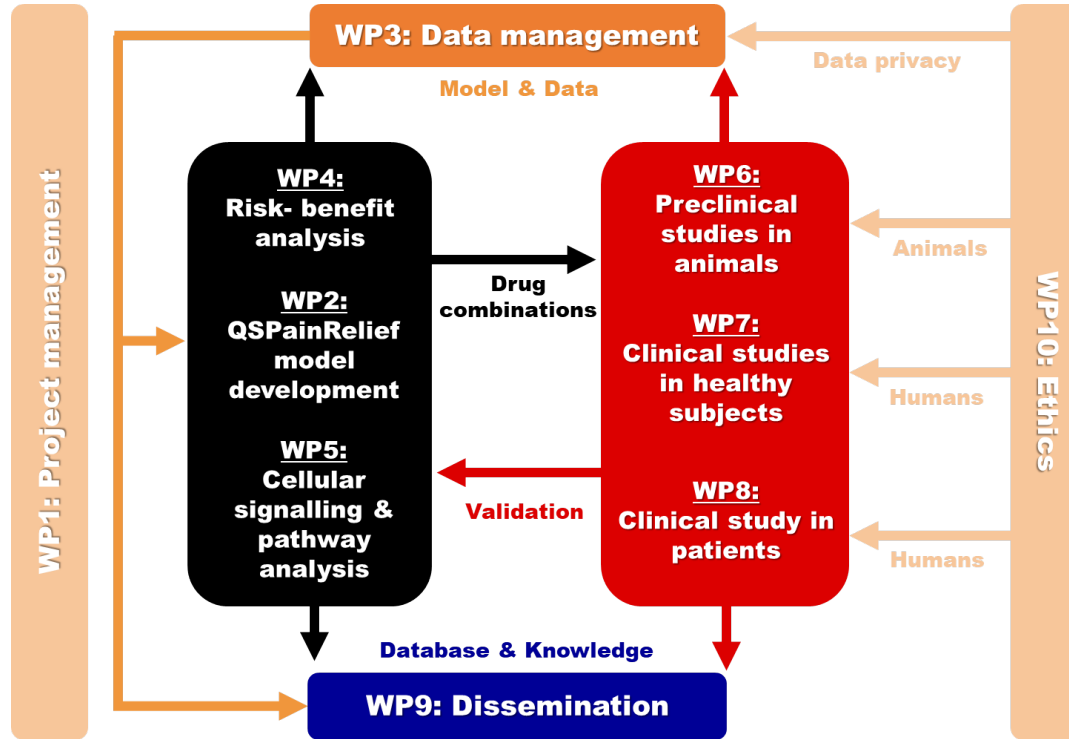 WP3: Data management
Data privacy
Model & Data
WP1: Project management
WP4:
Risk- benefit
analysis
WP2:
QSPainRelief
model
development
WP5:
Cellular
signalling &
pathway
analysis
Drug
combinations
Validation
WP6:
Preclinical
studies in
animals
WP7:
Clinical studies
in healthy
subjects
WP8:
Clinical study in
patients
Animals
Humans
Humans
WP10: Ethics
Database & Knowledge
WP9: Dissemination